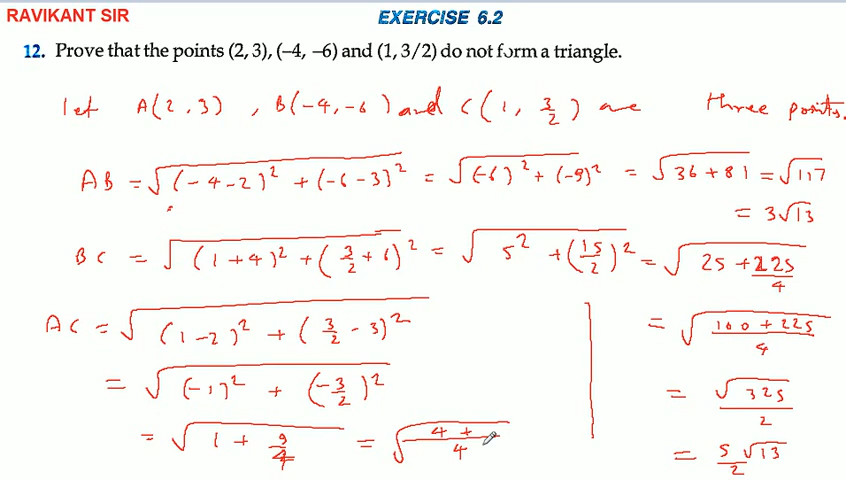 RAVIKANT SIR
EXERCISE 6.2
12. Prove that the points (2, 3), (–4, –6) and (1, 3/2) do not form a triangle.
let A(2,3), B(-4,-6) and C(1, 3/2) are three points.
AB = √((-4-2)² + (-6-3)²) = √((-6)² + (-9)²) = √(36+81) = √117
= 3√13
BC = √((1+4)² + (3/2+6)²) = √(5² + (15/2)²) = √(25 + 225/4)
= √((100+225)/4)
= √325/2
= 5/2 √13
AC = √((1-2)² + (3/2-3)²)
= √((-1)² + (-3/2)²)
= √(1 + 9/4) = √((4+)/4)